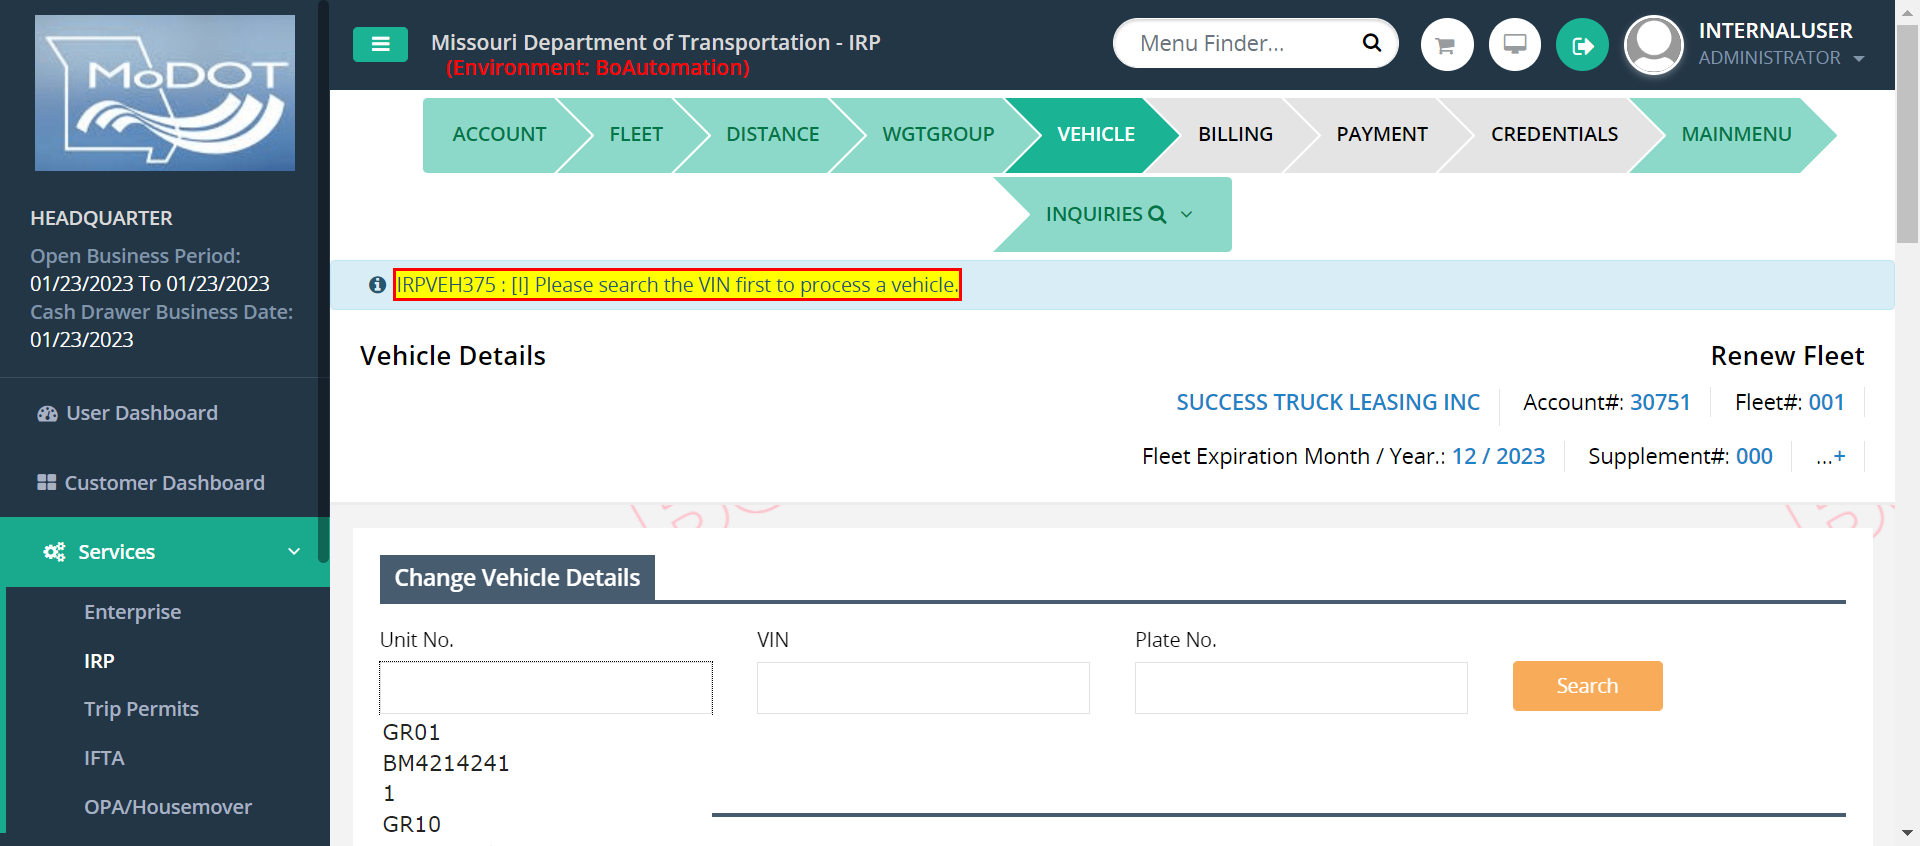 MoDOT
HEADQUARTER
Open Business Period:
01/23/2023 To 01/23/2023
Cash Drawer Business Date:
01/23/2023
User Dashboard
Customer Dashboard
Services
Enterprise
IRP
Trip Permits
IFTA
OPA/Housemover
Missouri Department of Transportation - IRP
(Environment: BoAutomation)
Menu Finder...
INTERNALUSER
ADMINISTRATOR
ACCOUNT FLEET DISTANCE WGTGROUP VEHICLE BILLING PAYMENT CREDENTIALS MAINMENU
INQUIRIES
IRPVEH375 : [I] Please search the VIN first to process a vehicle.
Vehicle Details
Renew Fleet
SUCCESS TRUCK LEASING INC Account#: 30751 Fleet#: 001
Fleet Expiration Month / Year.: 12 / 2023 Supplement#: 000 ...+
Change Vehicle Details
Unit No. VIN Plate No.
Search
GR01
BM4214241
1
GR10